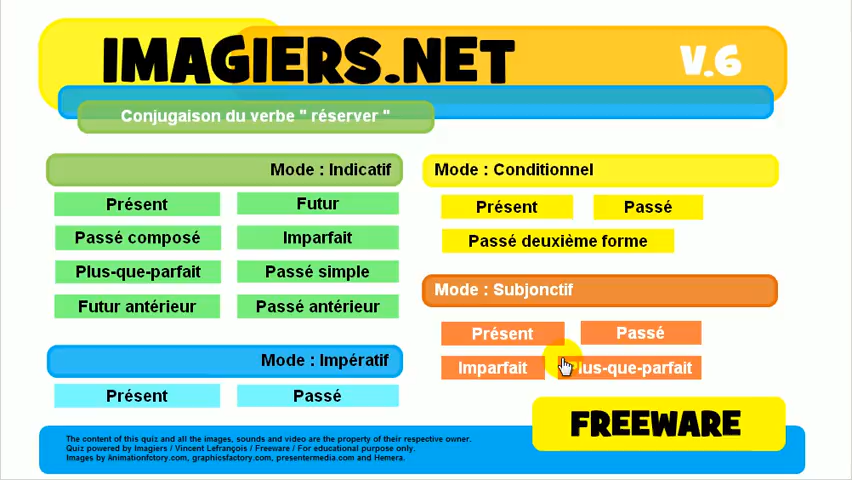 IMAGIERS.NET
V.6
Conjugaison du verbe " réserver "
Mode : Indicatif
Présent
Futur
Passé composé
Imparfait
Plus-que-parfait
Passé simple
Futur antérieur
Passé antérieur
Mode : Impératif
Présent
Passé
Mode : Conditionnel
Présent
Passé
Passé deuxième forme
Mode : Subjonctif
Présent
Passé
Imparfait
Plus-que-parfait
FREEWARE
The content of this quiz and all the images, sounds and video are the property of their respective owner.
Quiz powered by Imagiers / Vincent Lefrançois / Freeware / For educational purpose only.
Images by Animationfctory.com, graphicsfactory.com, presentermedia.com and Hemera.